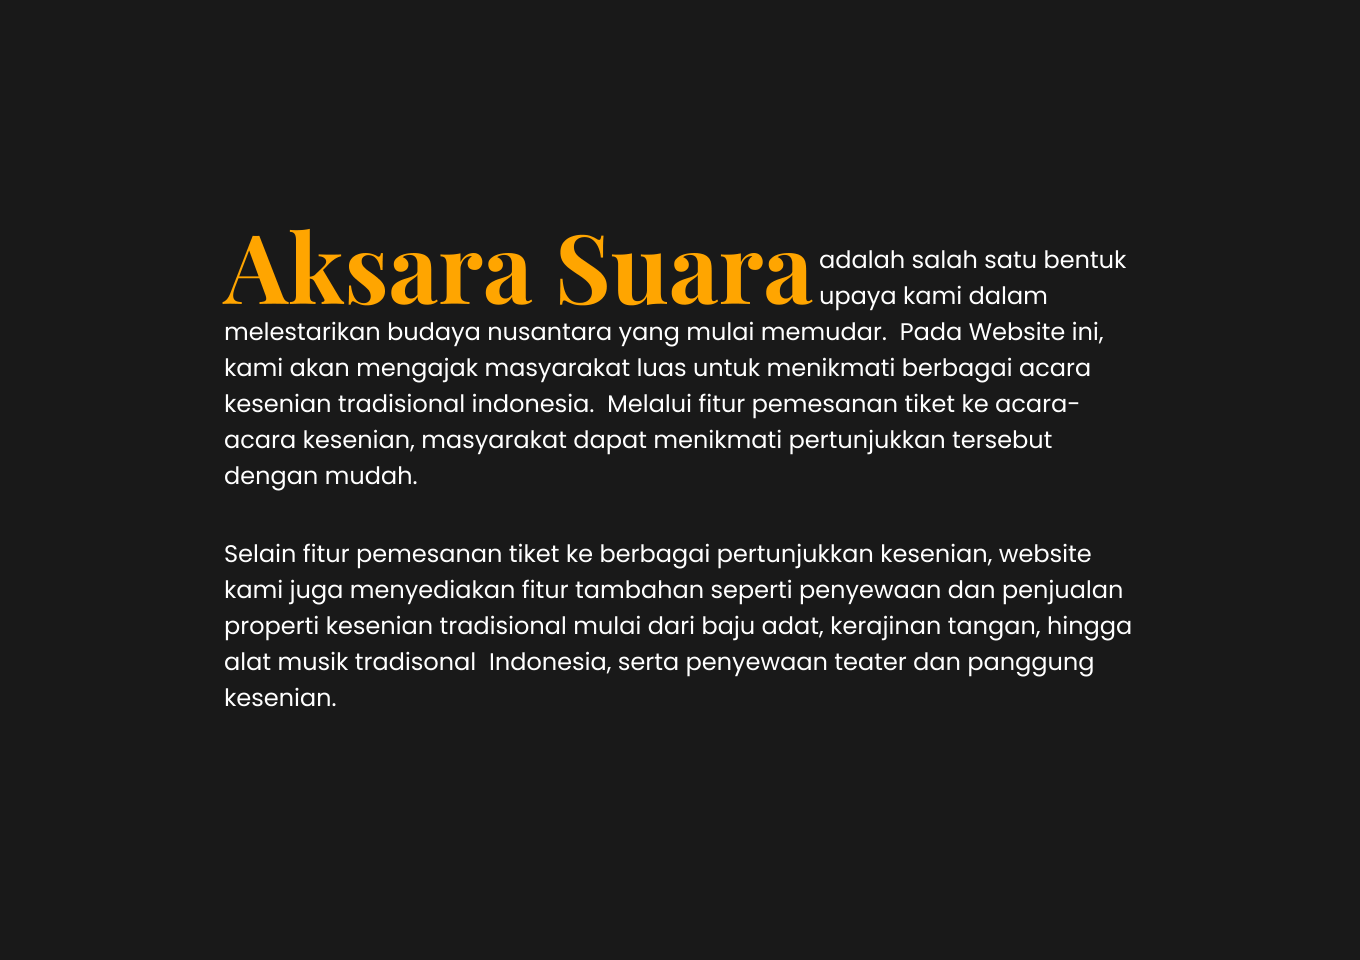 Aksara Suara adalah salah satu bentuk
upaya kami dalam
melestarikan budaya nusantara yang mulai memudar.  Pada Website ini,
kami akan mengajak masyarakat luas untuk menikmati berbagai acara
kesenian tradisional indonesia.  Melalui fitur pemesanan tiket ke acara-
acara kesenian, masyarakat dapat menikmati pertunjukkan tersebut
dengan mudah.
Selain fitur pemesanan tiket ke berbagai pertunjukkan kesenian, website
kami juga menyediakan fitur tambahan seperti penyewaan dan penjualan
properti kesenian tradisional mulai dari baju adat, kerajinan tangan, hingga
alat musik tradisonal  Indonesia, serta penyewaan teater dan panggung
kesenian.